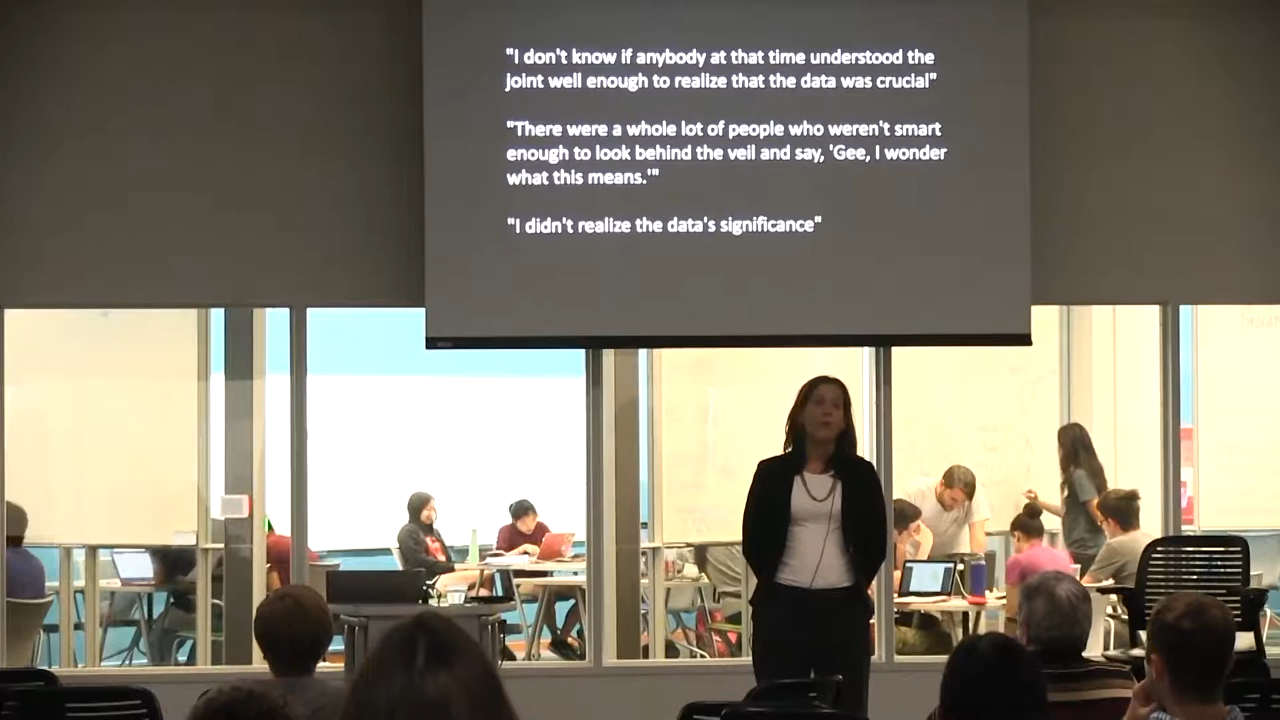 "I don't know if anybody at that time understood the
joint well enough to realize that the data was crucial"
"There were a whole lot of people who weren't smart
enough to look behind the veil and say, 'Gee, I wonder
what this means.'"
"I didn't realize the data's significance"